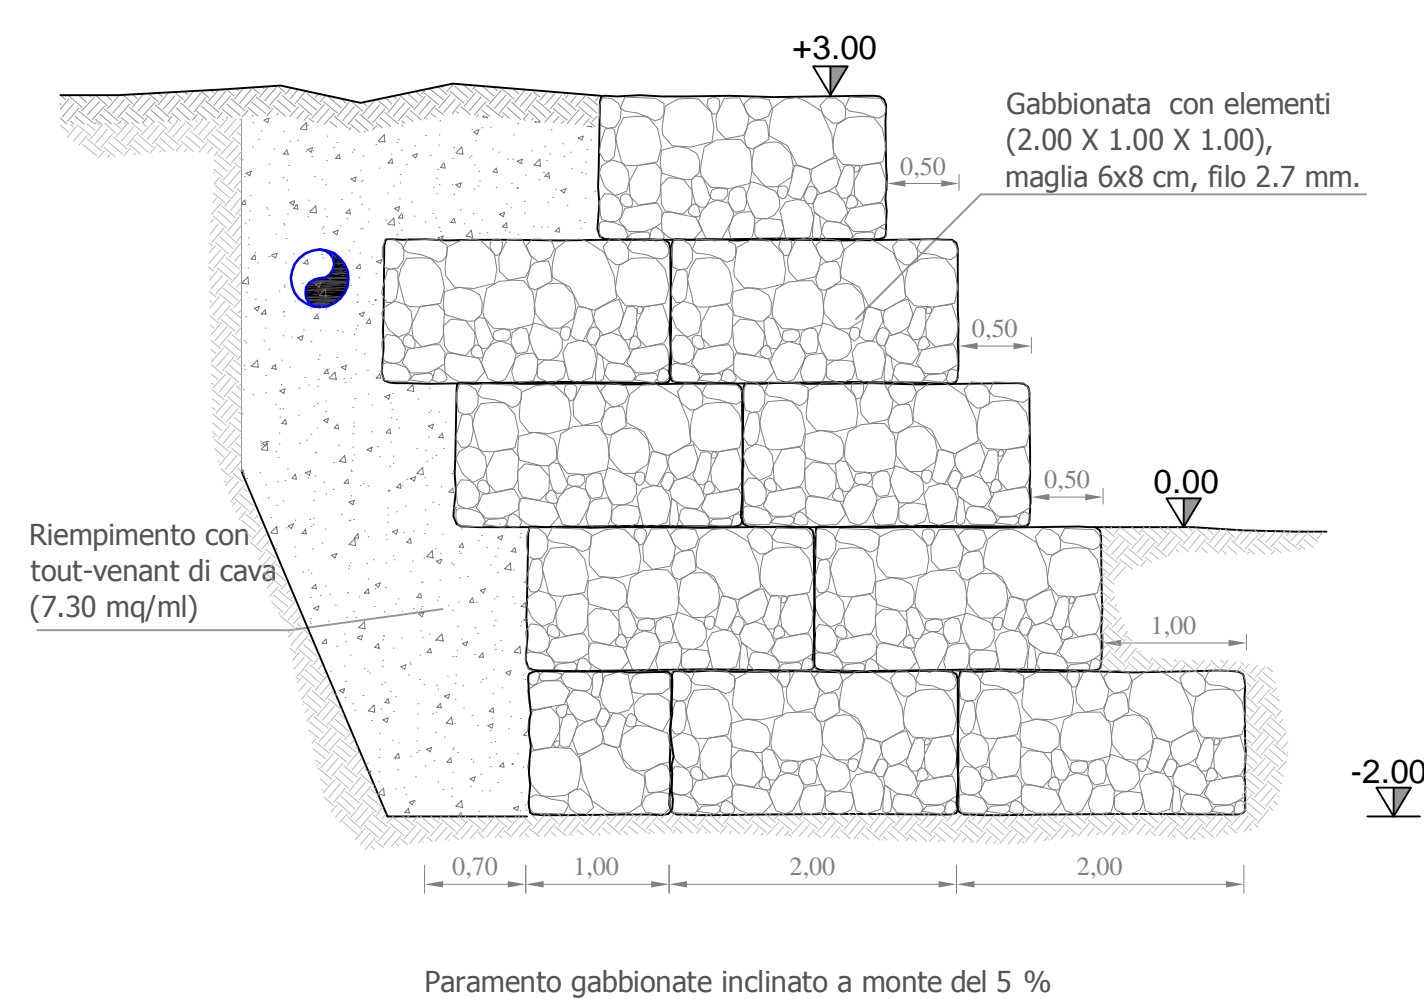 +3.00
Gabbionata con elementi
(2.00 X 1.00 X 1.00),
maglia 6x8 cm, filo 2.7 mm.
0,50
0,50
0,50
0.00
Riempimento con
tout-venant di cava
(7.30 mq/ml)
1,00
-2.00
0,70
1,00
2,00
2,00
Paramento gabbionate inclinato a monte del 5 %